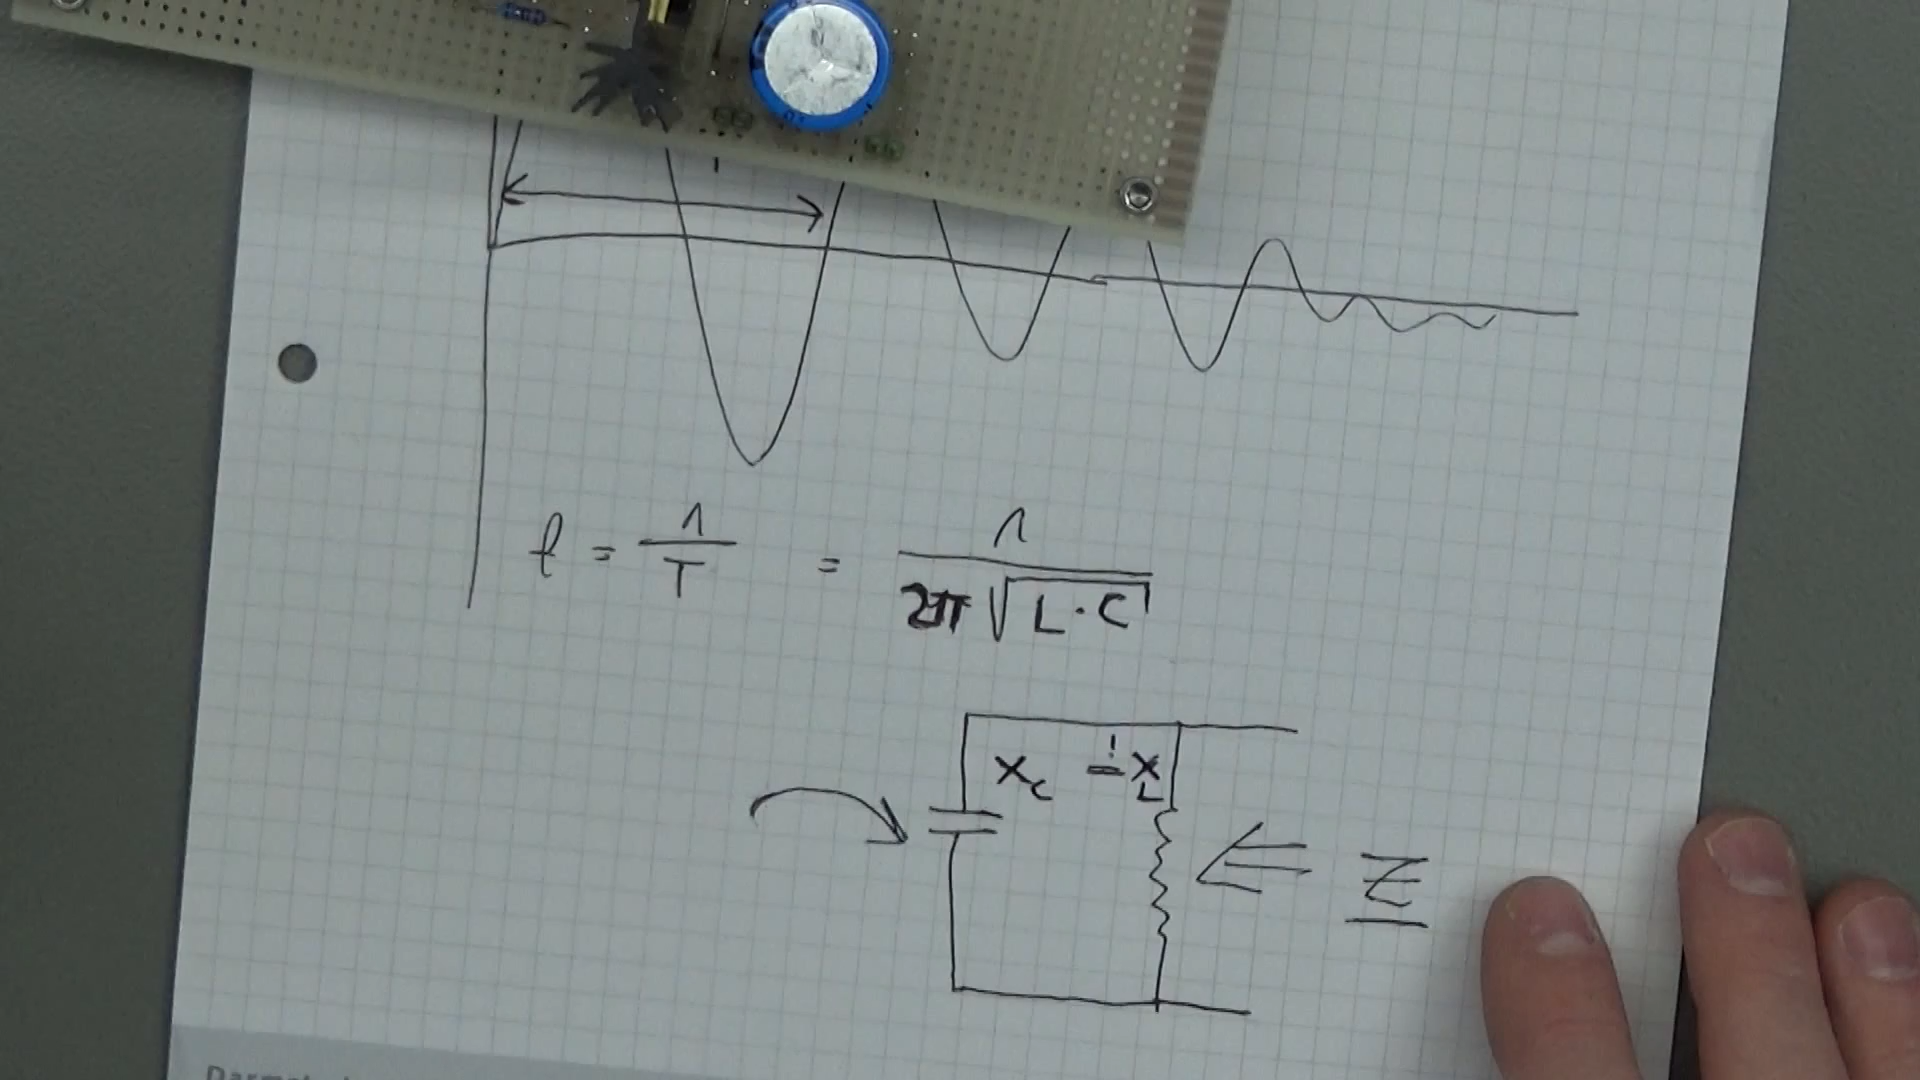 f = 1/T = 1/(2π√(L·C))
X_C =! X_L
Z